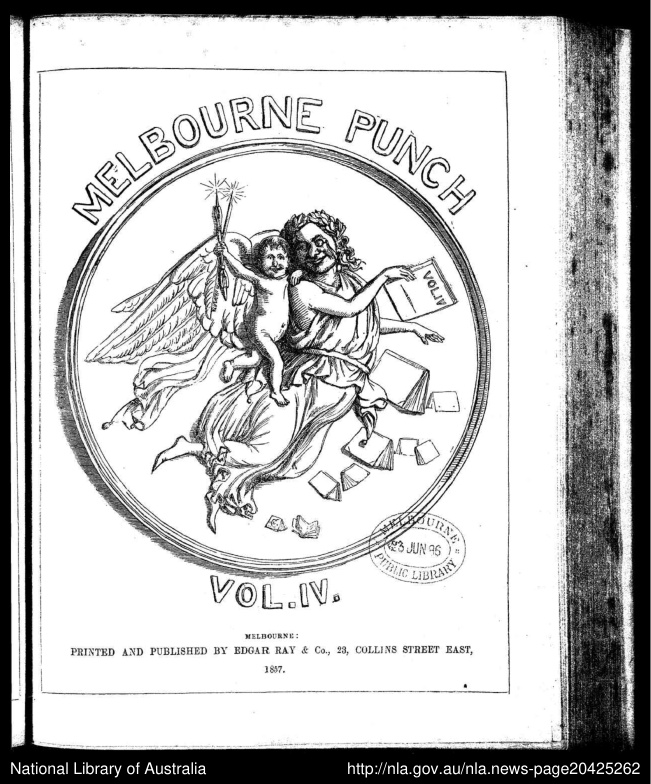 MELBOURNE PUNCH
VOL IV
MELBOURNE
23 JUN 96
PUBLIC LIBRARY
VOL. IV.
MELBOURNE:
PRINTED AND PUBLISHED BY EDGAR RAY & Co., 23, COLLINS STREET EAST,
1857.
National Library of Australia
http://nla.gov.au/nla.news-page20425262